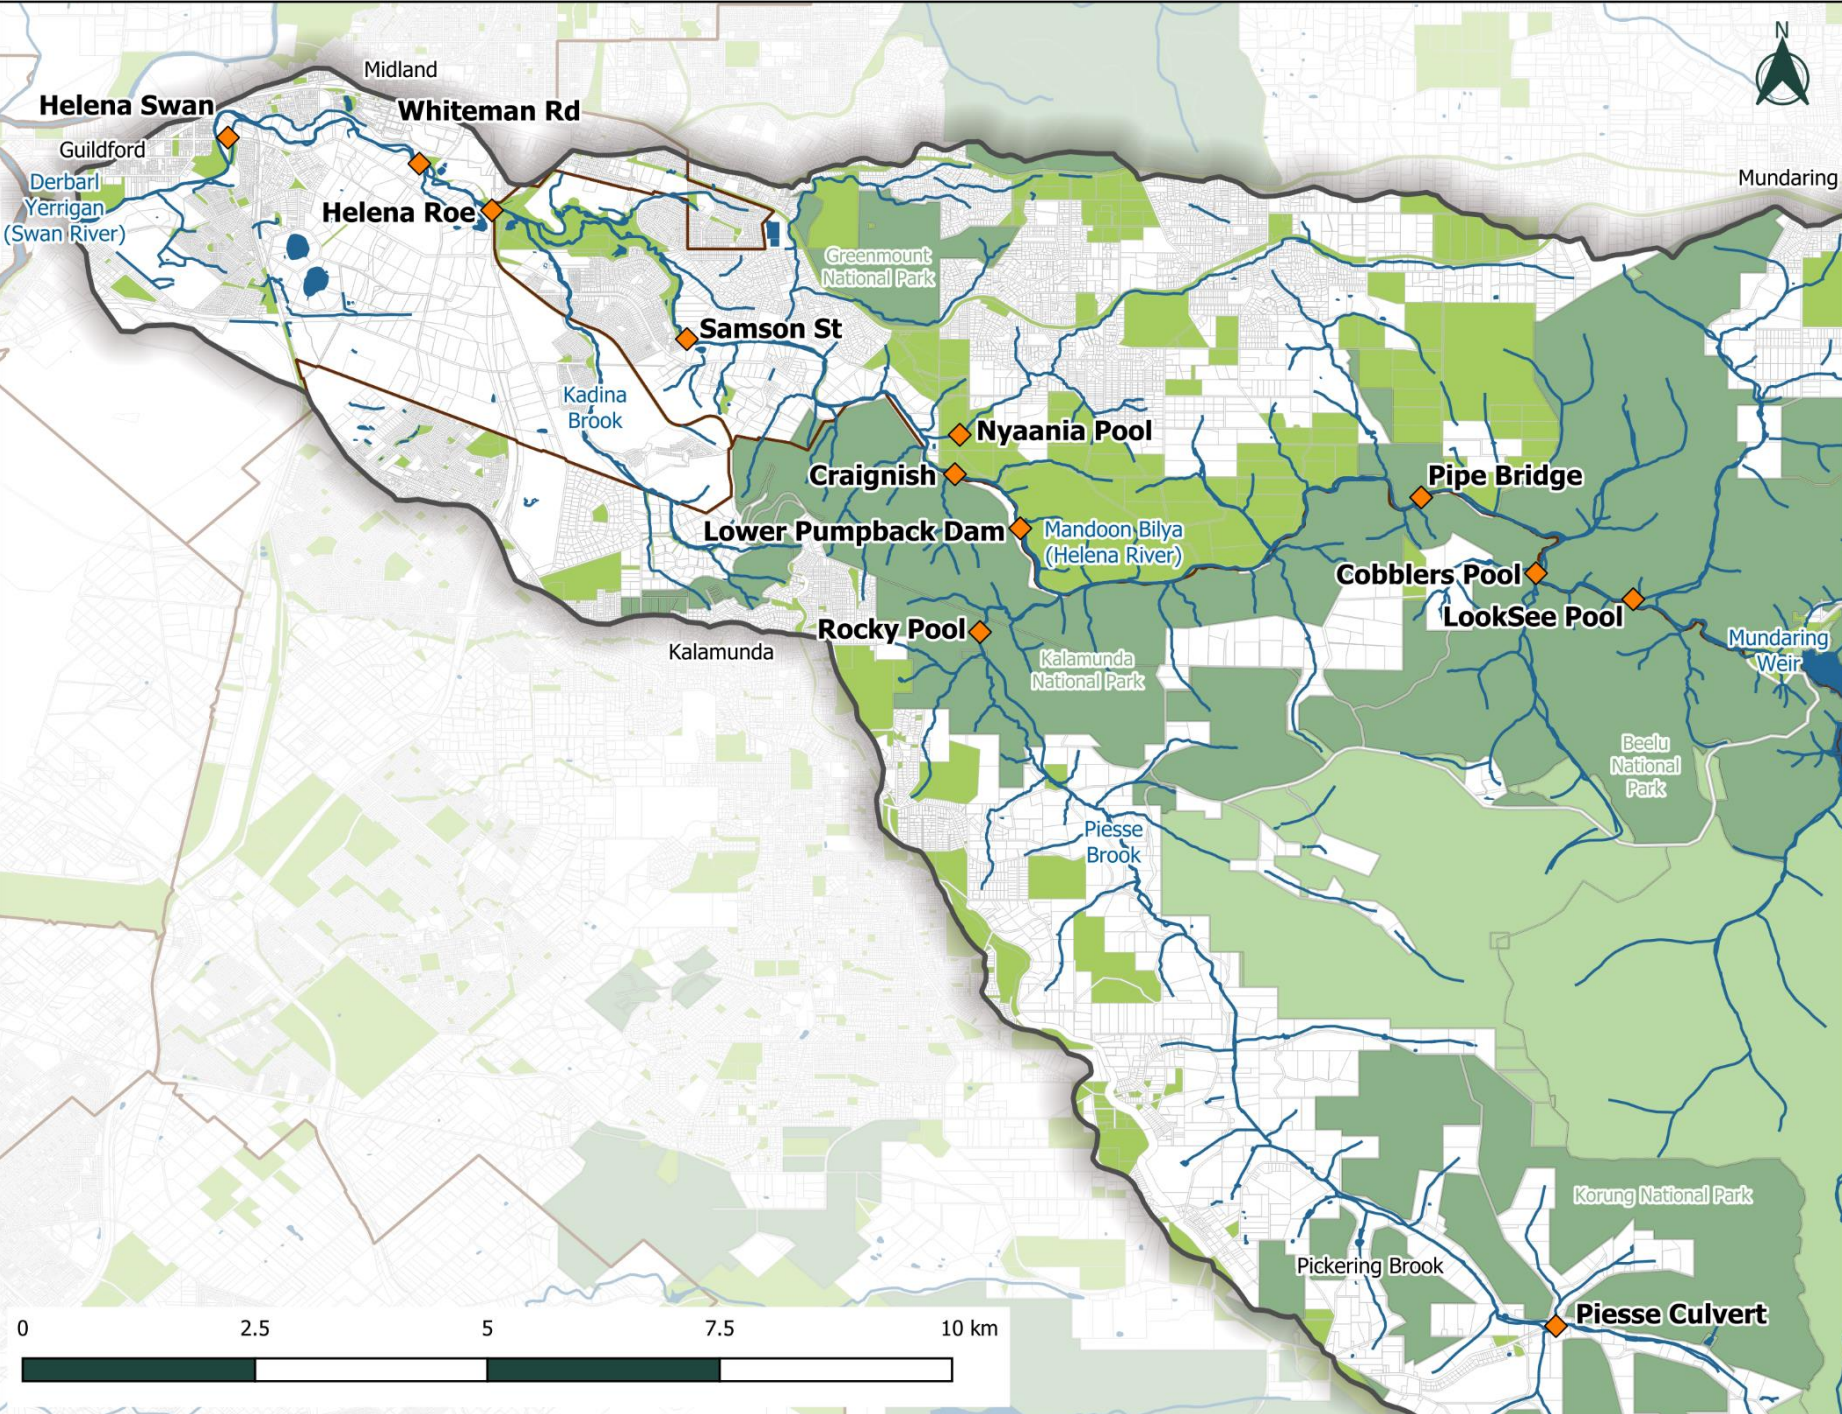 N
Midland
Helena Swan
Whiteman Rd
Guildford
Mundaring
Derbarl
Yerrigan
(Swan River)
Helena Roe
Greenmount
National Park
Samson St
Kadina
Brook
Nyaania Pool
Craignish
Pipe Bridge
Lower Pumpback Dam
Mandoon Bilya
(Helena River)
Cobblers Pool
LookSee Pool
Rocky Pool
Mundaring
Weir
Kalamunda
Kalamunda
National Park
Beelu
National
Park
Piesse
Brook
Korung National Park
Pickering Brook
Piesse Culvert
0 2.5 5 7.5 10 km